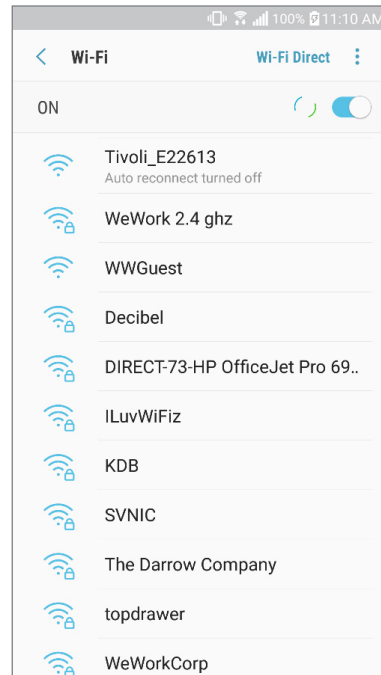 100% 11:10 AM
Wi-Fi Wi-Fi Direct
ON
Tivoli_E22613
Auto reconnect turned off
WeWork 2.4 ghz
WWGuest
Decibel
DIRECT-73-HP OfficeJet Pro 69..
ILuvWiFiz
KDB
SVNIC
The Darrow Company
topdrawer
WeWorkCorp